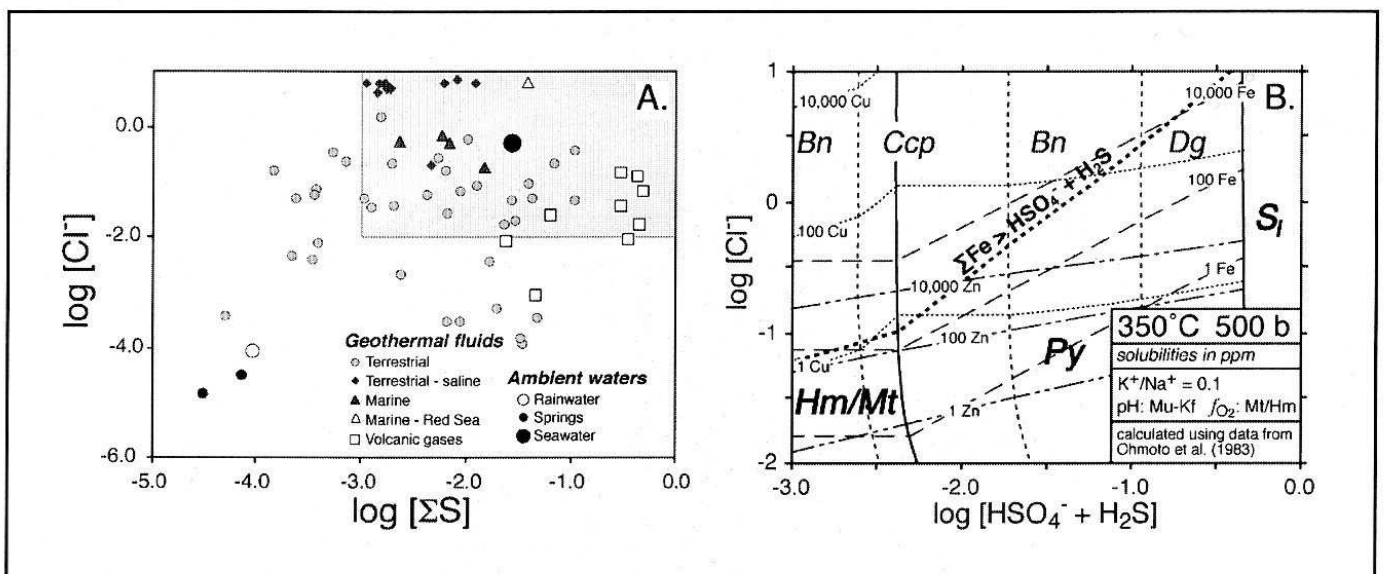 A.
0.0
-2.0
-4.0
-6.0
log [Cl⁻]
-5.0 -4.0 -3.0 -2.0 -1.0 0.0
log [ΣS]
Geothermal fluids
Terrestrial
Terrestrial - saline
Marine
Marine - Red Sea
Volcanic gases
Ambient waters
Rainwater
Springs
Seawater
B.
1
0
-1
-2
log [Cl⁻]
-3.0 -2.0 -1.0 0.0
log [HSO₄⁻ + H₂S]
10,000 Cu
10,000 Fe
Bn Ccp Bn Dg
100 Fe
ΣFe > HSO₄⁻ + H₂S
100 Cu
Sₗ
10,000 Zn
1 Fe
100 Zn
1 Cu
Py
Hm/Mt
1 Zn
350°C 500 b
solubilities in ppm
K⁺/Na⁺ = 0.1
pH: Mu-Kf fO₂: Mt/Hm
calculated using data from
Ohmoto et al. (1983)